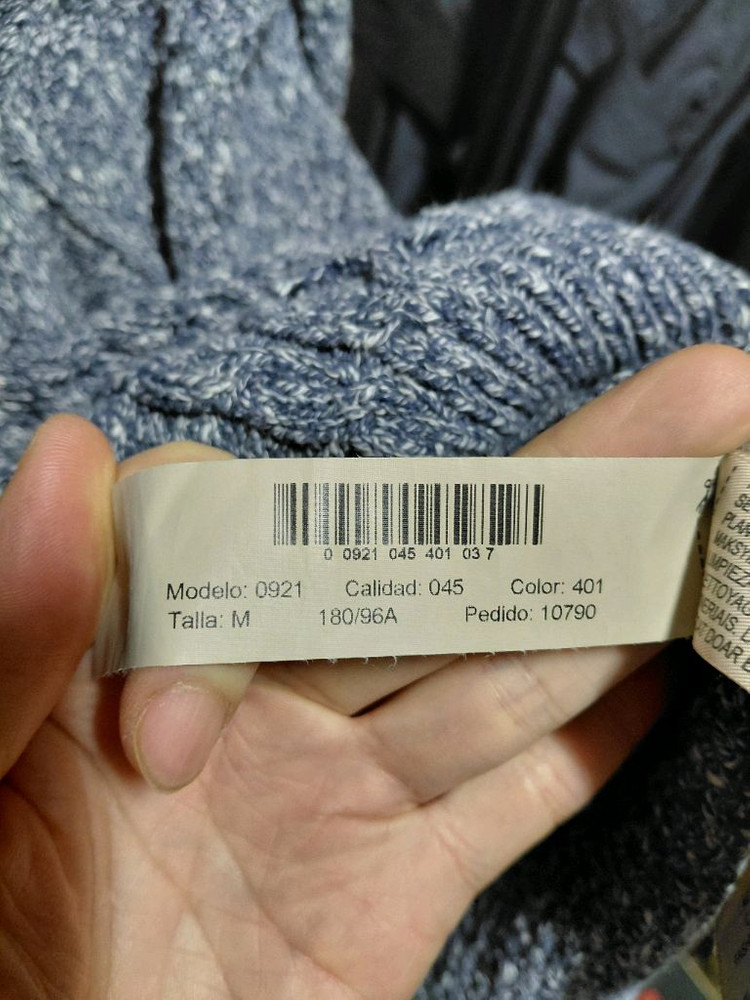 0 0921 045 401 03 7
Modelo: 0921 Calidad: 045 Color: 401
Talla: M 180/96A Pedido: 10790